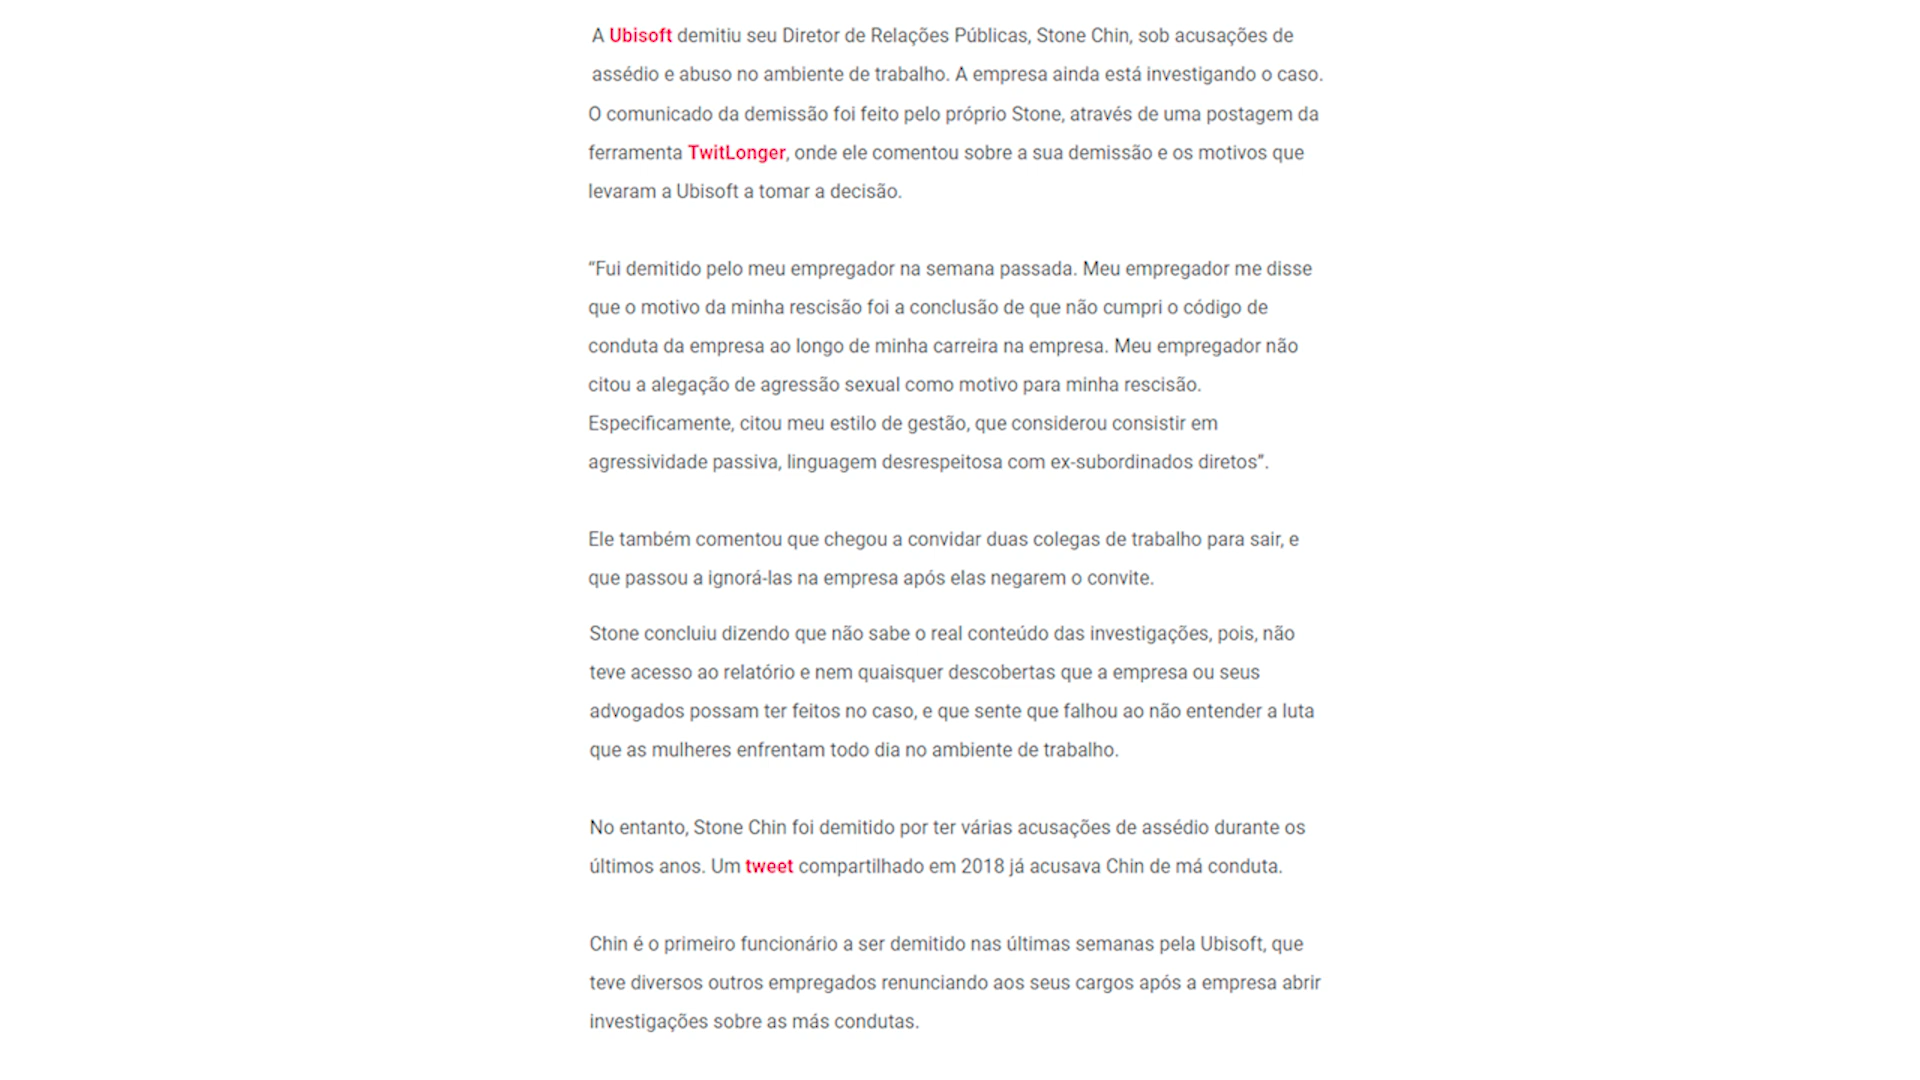 A Ubisoft demitiu seu Diretor de Relações Públicas, Stone Chin, sob acusações de
assédio e abuso no ambiente de trabalho. A empresa ainda está investigando o caso.
O comunicado da demissão foi feito pelo próprio Stone, através de uma postagem da
ferramenta TwitLonger, onde ele comentou sobre a sua demissão e os motivos que
levaram a Ubisoft a tomar a decisão.
“Fui demitido pelo meu empregador na semana passada. Meu empregador me disse
que o motivo da minha rescisão foi a conclusão de que não cumpri o código de
conduta da empresa ao longo de minha carreira na empresa. Meu empregador não
citou a alegação de agressão sexual como motivo para minha rescisão.
Especificamente, citou meu estilo de gestão, que considerou consistir em
agressividade passiva, linguagem desrespeitosa com ex-subordinados diretos”.
Ele também comentou que chegou a convidar duas colegas de trabalho para sair, e
que passou a ignorá-las na empresa após elas negarem o convite.
Stone concluiu dizendo que não sabe o real conteúdo das investigações, pois, não
teve acesso ao relatório e nem quaisquer descobertas que a empresa ou seus
advogados possam ter feitos no caso, e que sente que falhou ao não entender a luta
que as mulheres enfrentam todo dia no ambiente de trabalho.
No entanto, Stone Chin foi demitido por ter várias acusações de assédio durante os
últimos anos. Um tweet compartilhado em 2018 já acusava Chin de má conduta.
Chin é o primeiro funcionário a ser demitido nas últimas semanas pela Ubisoft, que
teve diversos outros empregados renunciando aos seus cargos após a empresa abrir
investigações sobre as más condutas.